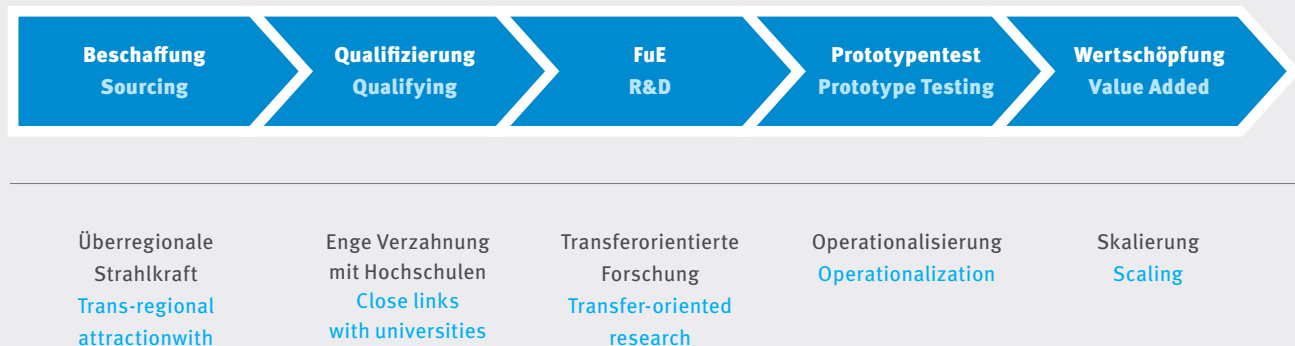 Beschaffung
Sourcing
Qualifizierung
Qualifying
FuE
R&D
Prototypentest
Prototype Testing
Wertschöpfung
Value Added
Überregionale
Strahlkraft
Trans-regional
attractionwith
Enge Verzahnung
mit Hochschulen
Close links
with universities
Transferorientierte
Forschung
Transfer-oriented
research
Operationalisierung
Operationalization
Skalierung
Scaling